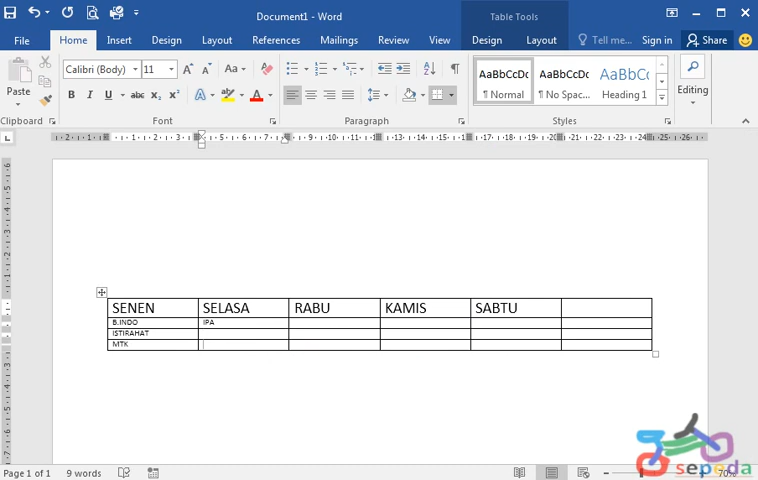 Document1 - Word
Table Tools
File Home Insert Design Layout References Mailings Review View Design Layout Tell me... Sign in Share
Calibri (Body) 11
Paste
AaBbCcDc AaBbCcDc AaBbCc
¶ Normal ¶ No Spac... Heading 1
Editing
Clipboard Font Paragraph Styles
SENEN SELASA RABU KAMIS SABTU
B.INDO IPA
ISTIRAHAT
MTK
sepeda
Page 1 of 1 9 words 70%